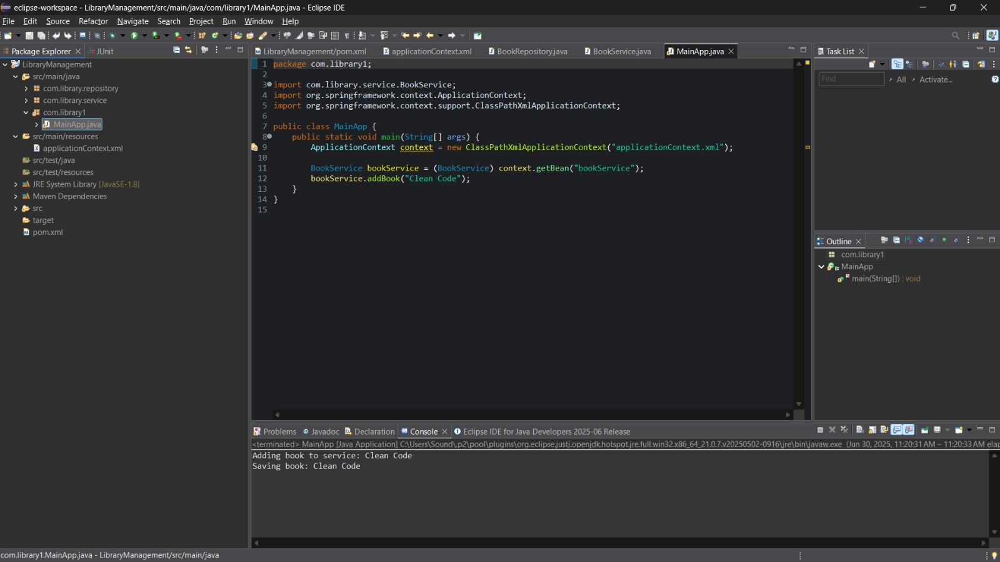 eclipse-workspace - LibraryManagement/src/main/java/com/library1/MainApp.java - Eclipse IDE
File Edit Source Refactor Navigate Search Project Run Window Help
Package Explorer
JUnit
LibraryManagement
src/main/java
com.library.repository
com.library.service
com.library1
MainApp.java
src/main/resources
applicationContext.xml
src/test/java
src/test/resources
JRE System Library [JavaSE-1.8]
Maven Dependencies
src
target
pom.xml
LibraryManagement/pom.xml applicationContext.xml BookRepository.java BookService.java MainApp.java
1 package com.library1;
2
3 import com.library.service.BookService;
4 import org.springframework.context.ApplicationContext;
5 import org.springframework.context.support.ClassPathXmlApplicationContext;
6
7 public class MainApp {
8 public static void main(String[] args) {
9 ApplicationContext context = new ClassPathXmlApplicationContext("applicationContext.xml");
10
11 BookService bookService = (BookService) context.getBean("bookService");
12 bookService.addBook("Clean Code");
13 }
14 }
15
Task List
Find All Activate...
Outline
com.library1
MainApp
main(String[]) : void
Problems Javadoc Declaration Console Eclipse IDE for Java Developers 2025-06 Release
<terminated> MainApp [Java Application] C:\Users\Sound\.p2\pool\plugins\org.eclipse.justj.openjdk.hotspot.jre.full.win32.x86_64_21.0.7.v20250502-0916\jre\bin\javaw.exe (Jun 30, 2025, 11:20:31 AM – 11:20:33 AM elap
Adding book to service: Clean Code
Saving book: Clean Code
com.library1.MainApp.java - LibraryManagement/src/main/java